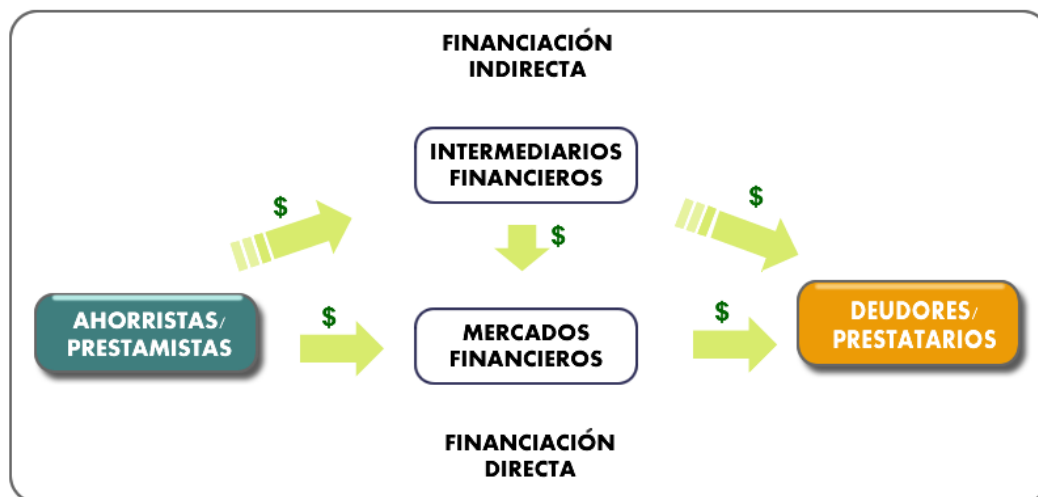 FINANCIACIÓN
INDIRECTA
INTERMEDIARIOS
FINANCIEROS
$
$
$
AHORRISTAS/
PRESTAMISTAS
$
MERCADOS
FINANCIEROS
$
DEUDORES/
PRESTATARIOS
FINANCIACIÓN
DIRECTA